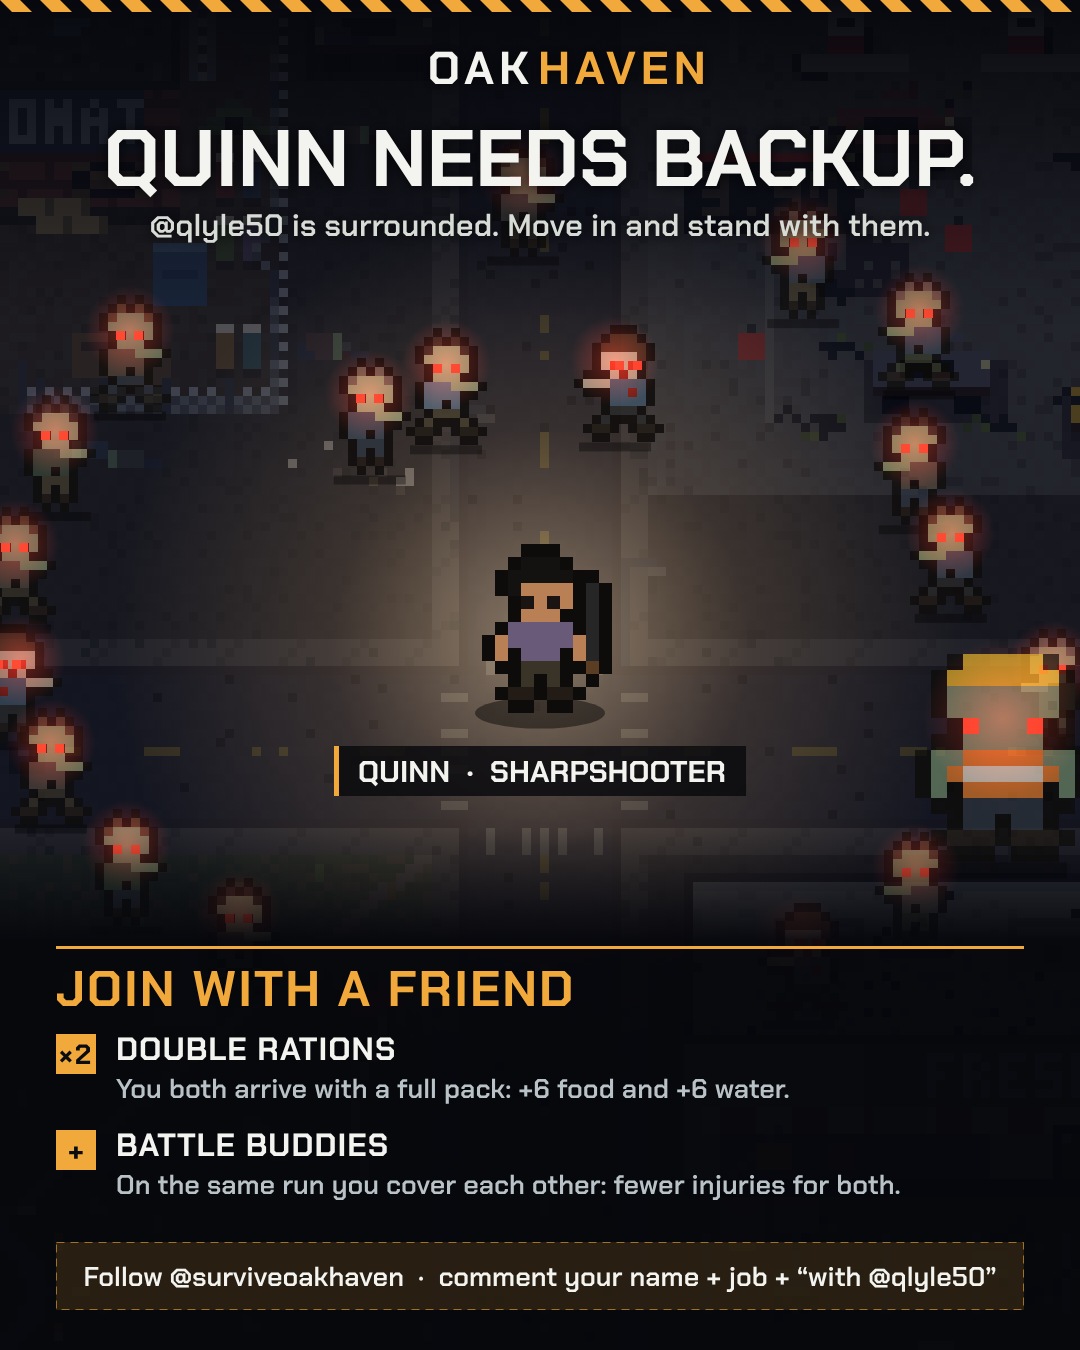 OAKHAVEN
OMAT
QUINN NEEDS BACKUP.
@qlyle50 is surrounded. Move in and stand with them.
QUINN · SHARPSHOOTER
JOIN WITH A FRIEND
×2 DOUBLE RATIONS
You both arrive with a full pack: +6 food and +6 water.
+ BATTLE BUDDIES
On the same run you cover each other: fewer injuries for both.
Follow @surviveoakhaven · comment your name + job + “with @qlyle50”